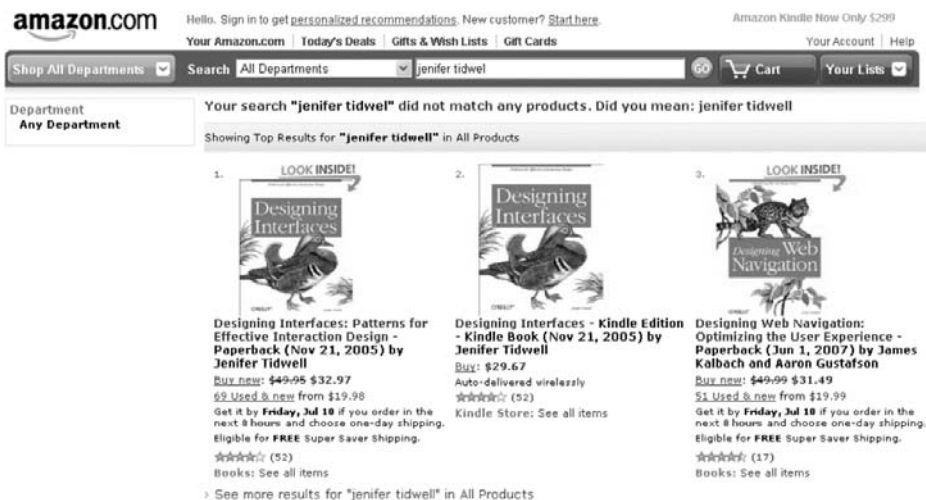 amazon.com
Hello. Sign in to get personalized recommendations. New customer? Start here.
Amazon Kindle Now Only $299
Your Amazon.com | Today's Deals | Gifts & Wish Lists | Gift Cards
Your Account | Help
Shop All Departments
Search All Departments jenifer tidwel GO
Cart
Your Lists
Department
Any Department
Your search "jenifer tidwel" did not match any products. Did you mean: jenifer tidwell
Showing Top Results for "jenifer tidwell" in All Products
1.
LOOK INSIDE!
Designing
Interfaces
O'REILLY
Designing Interfaces: Patterns for
Effective Interaction Design -
Paperback (Nov 21, 2005) by
Jenifer Tidwell
Buy new: $49.95 $32.97
69 Used & new from $19.98
Get it by Friday, Jul 10 if you order in the
next 8 hours and choose one-day shipping.
Eligible for FREE Super Saver Shipping.
(52)
Books: See all items
2.
Designing
Interfaces
O'REILLY
Designing Interfaces - Kindle Edition
- Kindle Book (Nov 21, 2005) by
Jenifer Tidwell
Buy: $29.67
Auto-delivered wirelessly
(52)
Kindle Store: See all items
3.
LOOK INSIDE!
Designing Web
Navigation
O'REILLY
Designing Web Navigation:
Optimizing the User Experience -
Paperback (Jun 1, 2007) by James
Kalbach and Aaron Gustafson
Buy new: $49.99 $31.49
51 Used & new from $19.99
Get it by Friday, Jul 10 if you order in the
next 8 hours and choose one-day shipping.
Eligible for FREE Super Saver Shipping.
(17)
Books: See all items
› See more results for "jenifer tidwell" in All Products